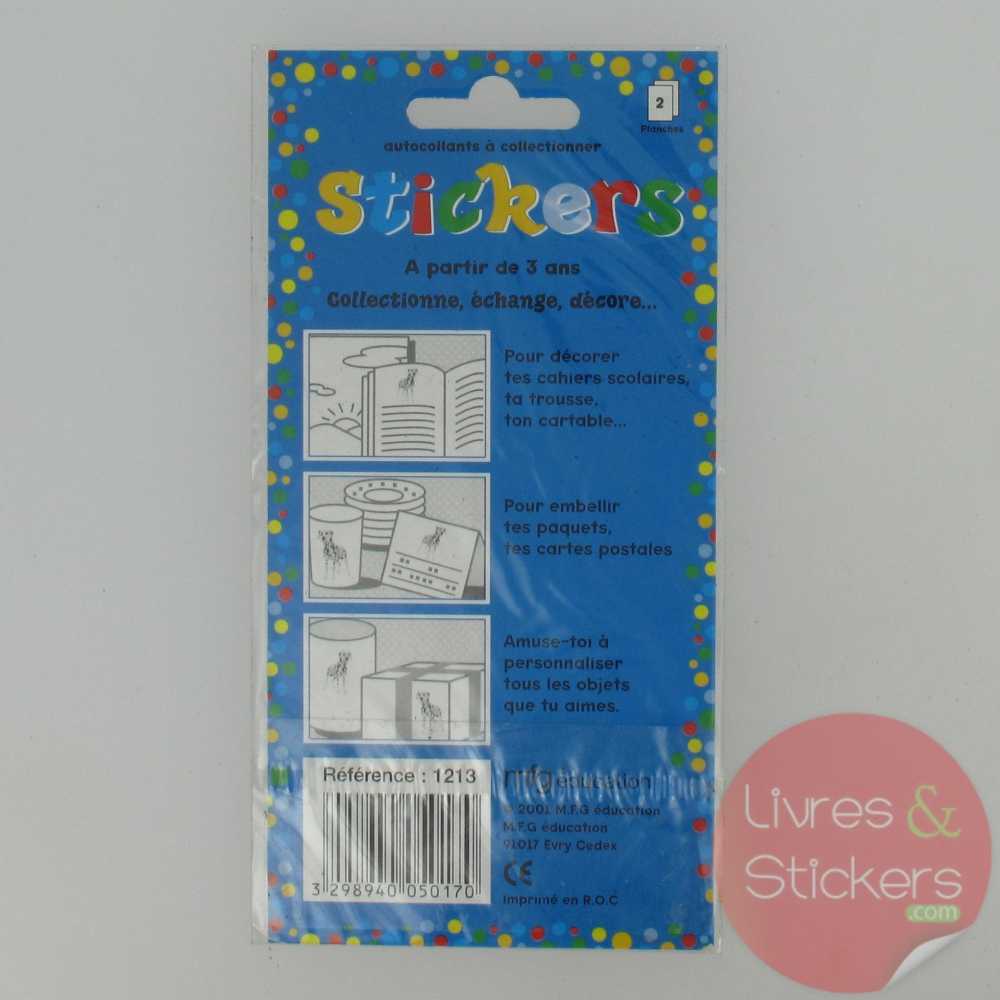 2
Planches
autocollants à collectionner
Stickers
A partir de 3 ans
Collectionne, échange, décore...
Pour décorer
tes cahiers scolaires,
ta trousse,
ton cartable...
Pour embellir
tes paquets,
tes cartes postales
Amuse-toi à
personnaliser
tous les objets
que tu aimes.
Référence : 1213
3 298940 050170
mfg éducation
© 2001 M.F.G éducation
M.F.G éducation
91017 Evry Cedex
CE
Imprimé en R.O.C
Livres &
Stickers
.com